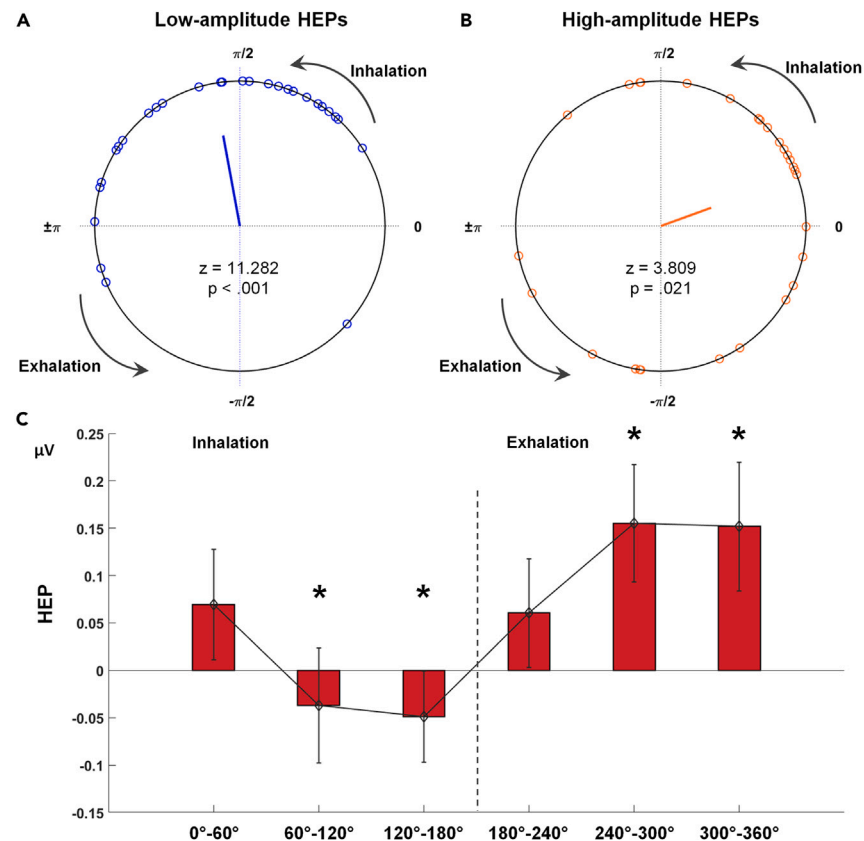 A
Low-amplitude HEPs
π/2
Inhalation
±π
0
z = 11.282
p < .001
Exhalation
-π/2
B
High-amplitude HEPs
π/2
Inhalation
±π
0
z = 3.809
p = .021
Exhalation
-π/2
C
μV
HEP
0.25
0.2
0.15
0.1
0.05
0
-0.05
-0.1
-0.15
Inhalation
Exhalation
*
*
*
*
0°-60°
60°-120°
120°-180°
180°-240°
240°-300°
300°-360°